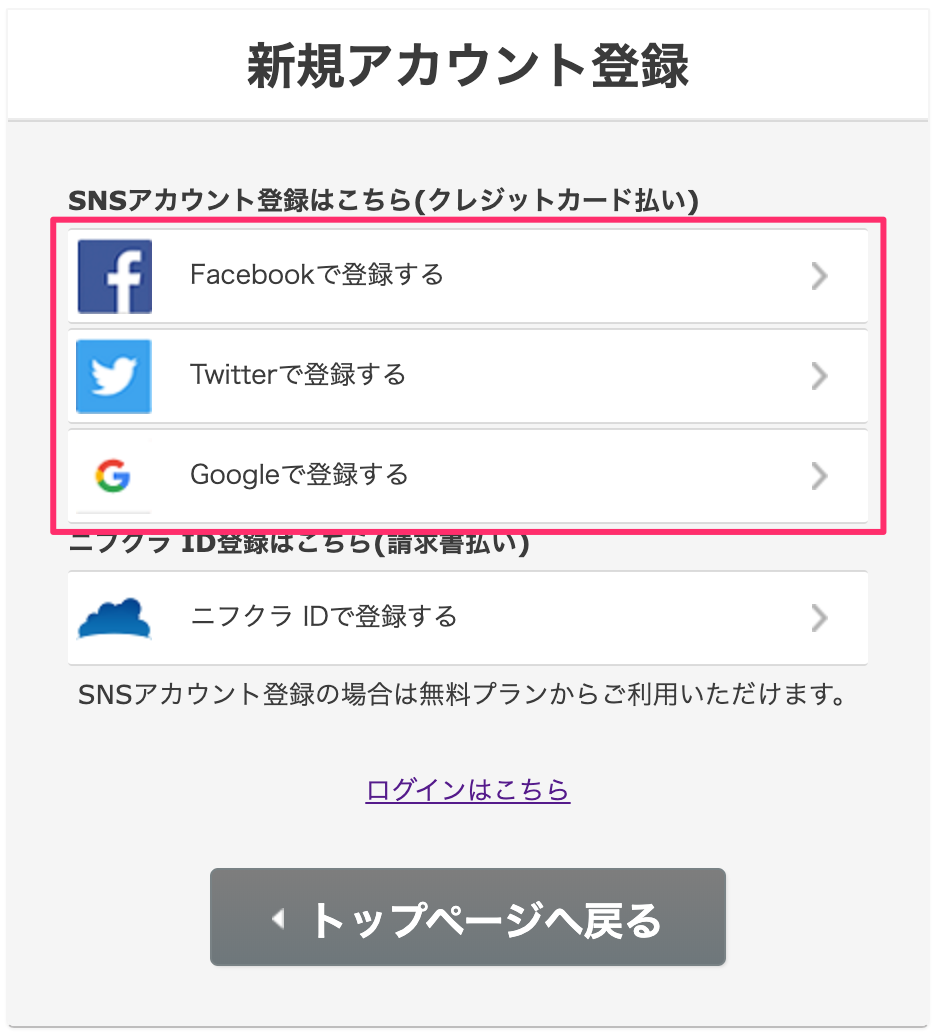 新規アカウント登録
SNSアカウント登録はこちら(クレジットカード払い)
Facebookで登録する
Twitterで登録する
Googleで登録する
ニフクラ ID登録はこちら(請求書払い)
ニフクラ IDで登録する
SNSアカウント登録の場合は無料プランからご利用いただけます。
ログインはこちら
トップページへ戻る